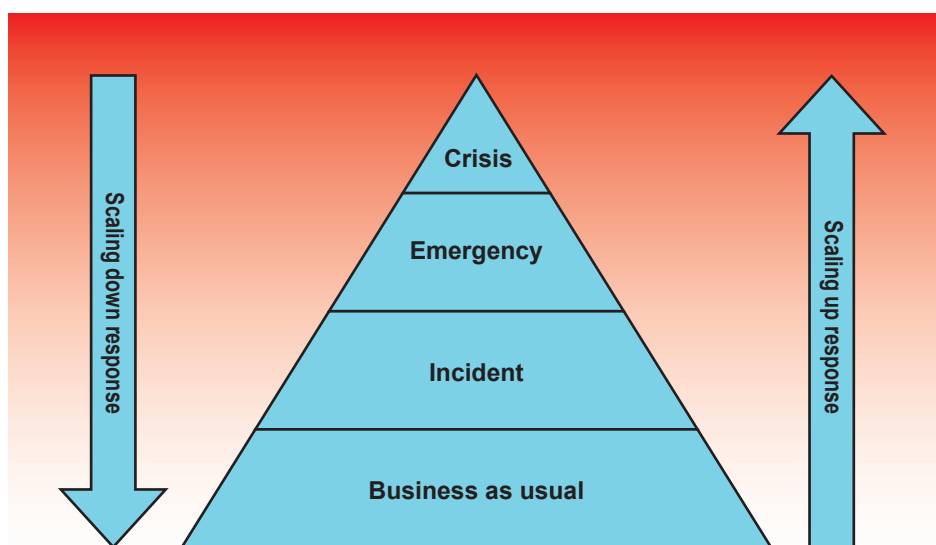 Crisis
Emergency
Incident
Business as usual
Scaling down response
Scaling up response